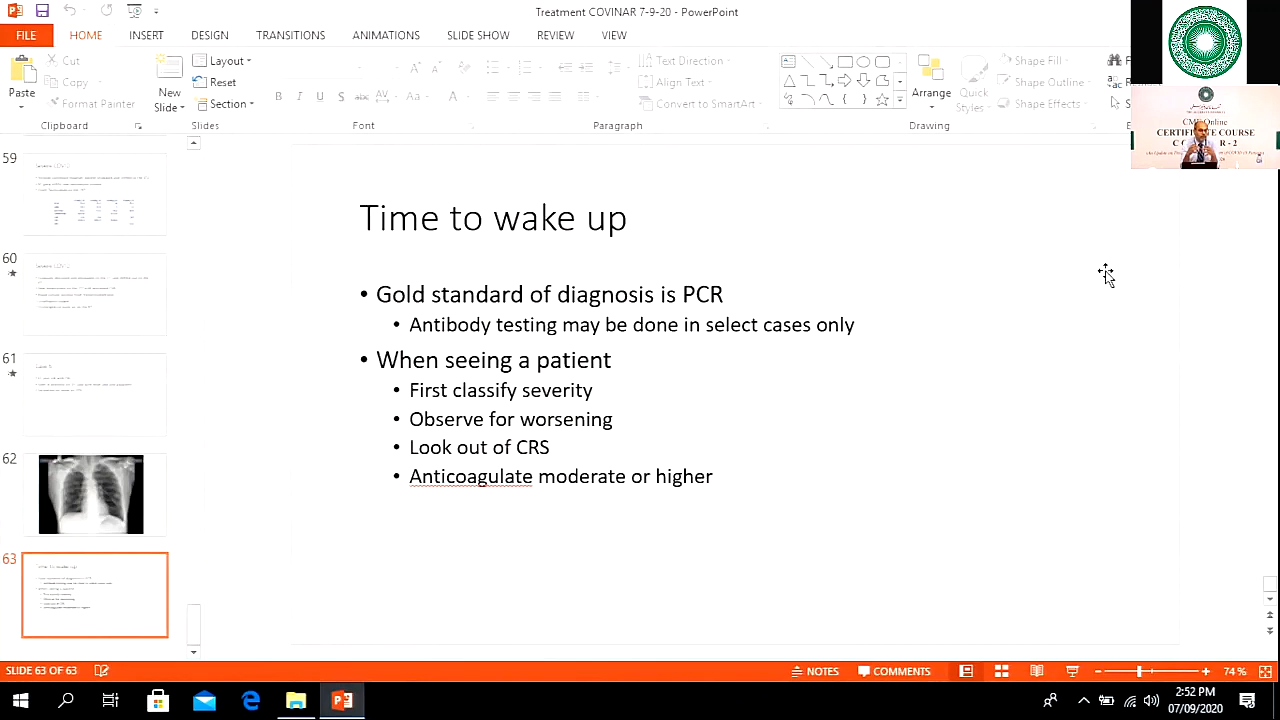 Treatment COVINAR 7-9-20 - PowerPoint
FILE
HOME
INSERT
DESIGN
TRANSITIONS
ANIMATIONS
SLIDE SHOW
REVIEW
VIEW
Paste
Cut
Copy
Format Painter
Clipboard
New
Slide
Layout
Reset
Section
Slides
B I U S abc AV Aa A
Font
Text Direction
Align Text
Convert to SmartArt
Paragraph
Arrange
Quick
Styles
Shape Fill
Shape Outline
Shape Effects
Drawing
CME Online
CERTIFICATE COURSE
59
60
61
62
63
Time to wake up
• Gold standard of diagnosis is PCR
• Antibody testing may be done in select cases only
• When seeing a patient
• First classify severity
• Observe for worsening
• Look out of CRS
• Anticoagulate moderate or higher
SLIDE 63 OF 63
NOTES
COMMENTS
74 %
2:52 PM
07/09/2020